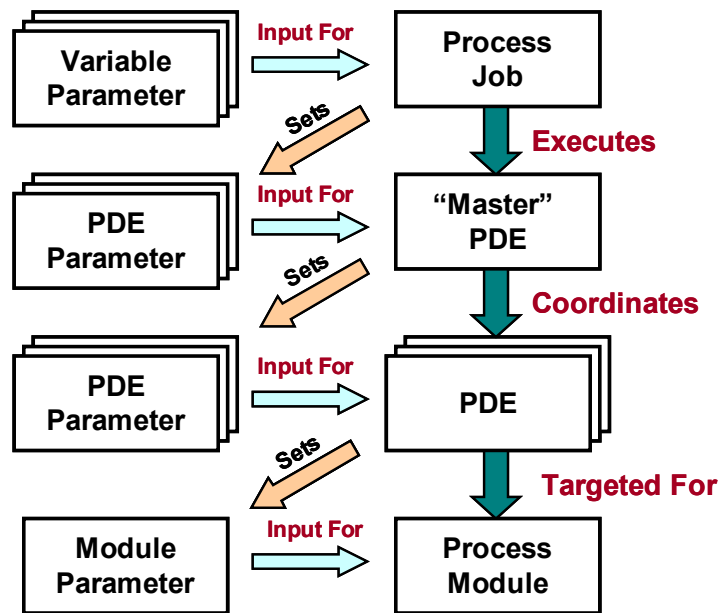 Input For
Variable
Parameter
Process
Job
Sets
Executes
Input For
PDE
Parameter
“Master”
PDE
Sets
Coordinates
Input For
PDE
Parameter
PDE
Sets
Targeted For
Input For
Module
Parameter
Process
Module